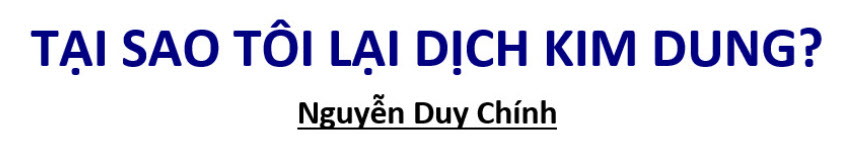 TẠI SAO TÔI LẠI DỊCH KIM DUNG?
Nguyễn Duy Chính